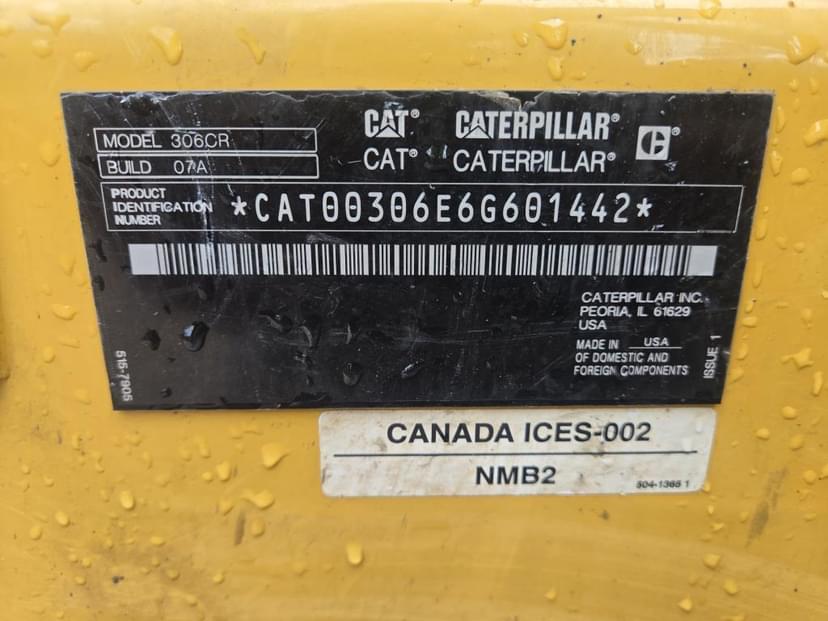 CAT® CATERPILLAR®
CAT® " CATERPILLAR® C®
MODEL 306CR
BUILD 07A
PRODUCT
IDENTIFICATION
NUMBER
*CAT00306E6G601442*
CATERPILLAR INC.
PEORIA, IL 61629
USA
MADE IN USA
OF DOMESTIC AND
FOREIGN COMPONENTS
515-7905
ISSUE 1
CANADA ICES-002
NMB2
504-1365 1